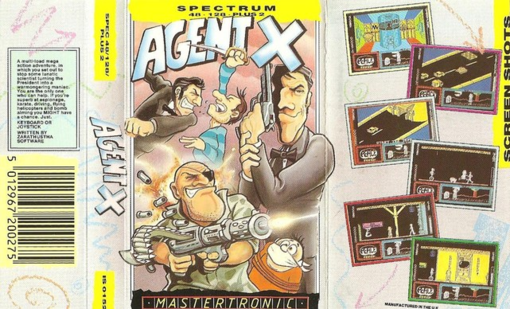 SPEC 48/128/
PLUS 2
A multi-load mega
action adventure, in
which you set out to
stop some lunatic
scientist turning the
President into a
warmongering maniac.
You are the only one
who can help. If you're
superb at espionage,
karate, driving, flying
helicopters and bomb
aiming you MIGHT have
a chance. Just.
KEYBOARD OR
JOYSTICK
WRITTEN BY
ZARATHUSTRA
SOFTWARE
5 012967 200275
AGENT X
IS 0152
SPECTRUM
48·128·PLUS 2
AGENT X
·MASTERTRONIC·
SCREEN SHOTS
MANUFACTURED IN THE U.K.